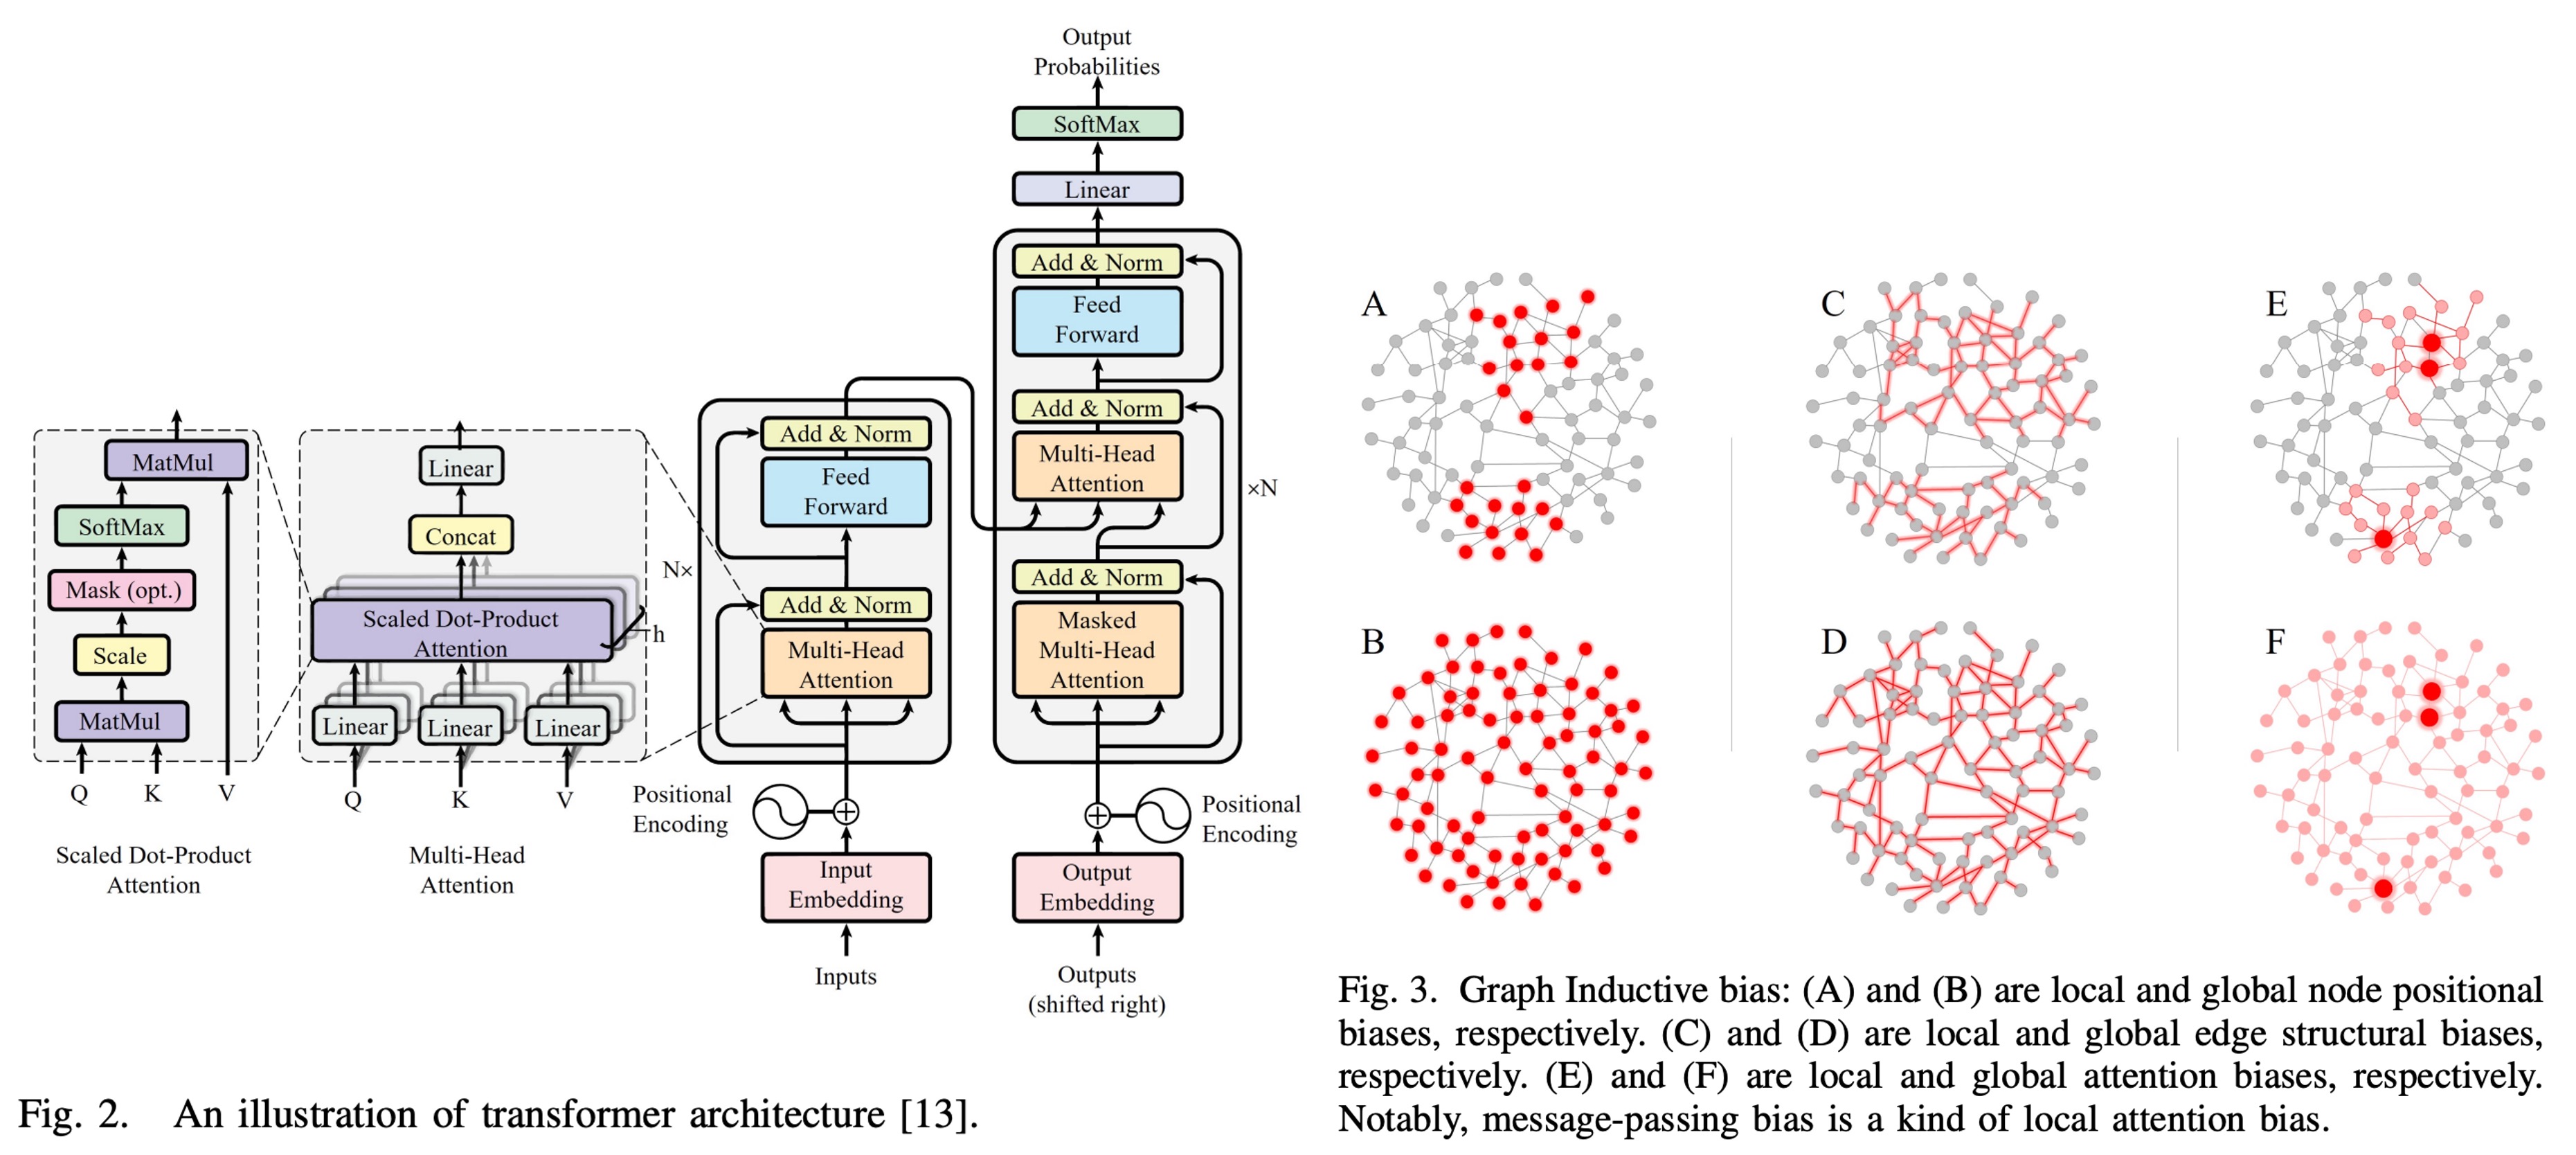 MatMul
SoftMax
Mask (opt.)
Scale
MatMul
Q K V
Scaled Dot-Product
Attention
Linear
Concat
Scaled Dot-Product
Attention
h
Linear Linear Linear
Q K V
Multi-Head
Attention
N×
Add & Norm
Feed
Forward
Add & Norm
Multi-Head
Attention
Positional
Encoding
Input
Embedding
Inputs
Output
Probabilities
SoftMax
Linear
Add & Norm
Feed
Forward
Add & Norm
Multi-Head
Attention
×N
Add & Norm
Masked
Multi-Head
Attention
Positional
Encoding
Output
Embedding
Outputs
(shifted right)
Fig. 2. An illustration of transformer architecture [13].
A
C
E
B
D
F
Fig. 3. Graph Inductive bias: (A) and (B) are local and global node positional
biases, respectively. (C) and (D) are local and global edge structural biases,
respectively. (E) and (F) are local and global attention biases, respectively.
Notably, message-passing bias is a kind of local attention bias.